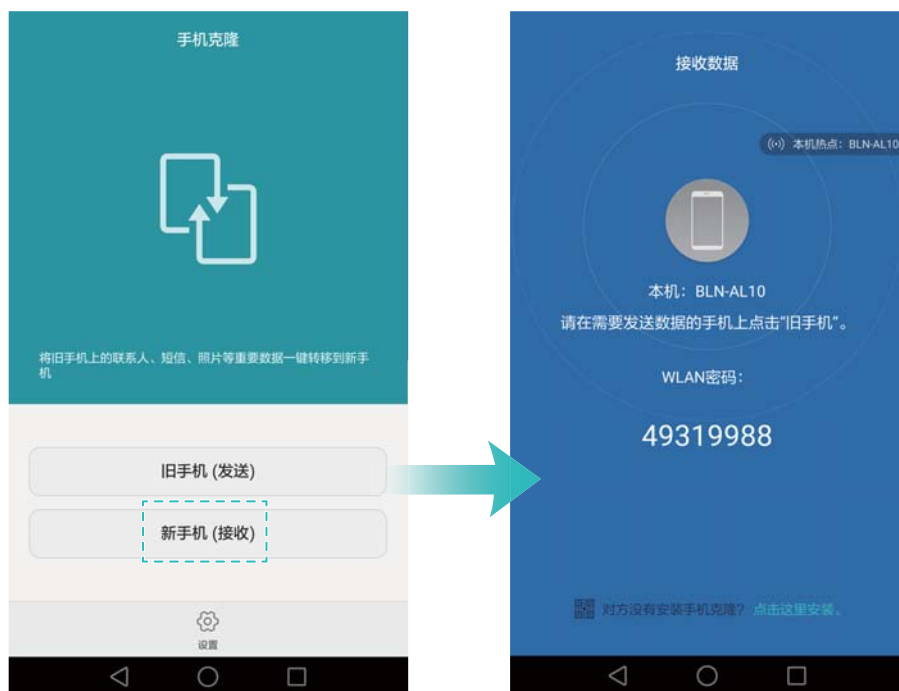 手机克隆
将旧手机上的联系人、短信、照片等重要数据一键转移到新手
机
旧手机 (发送)
新手机 (接收)
设置
接收数据
本机热点：BLN-AL10
本机：BLN-AL10
请在需要发送数据的手机上点击“旧手机”。
WLAN密码：
49319988
对方没有安装手机克隆？点击这里安装。